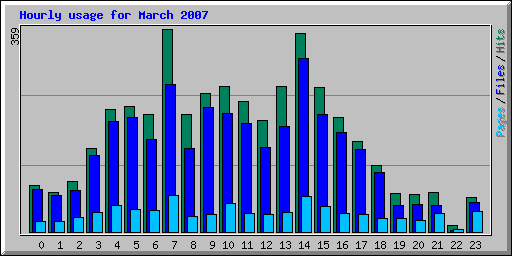 Hourly usage for March 2007
359
Pages/Files/Hits
0 1 2 3 4 5 6 7 8 9 10 11 12 13 14 15 16 17 18 19 20 21 22 23